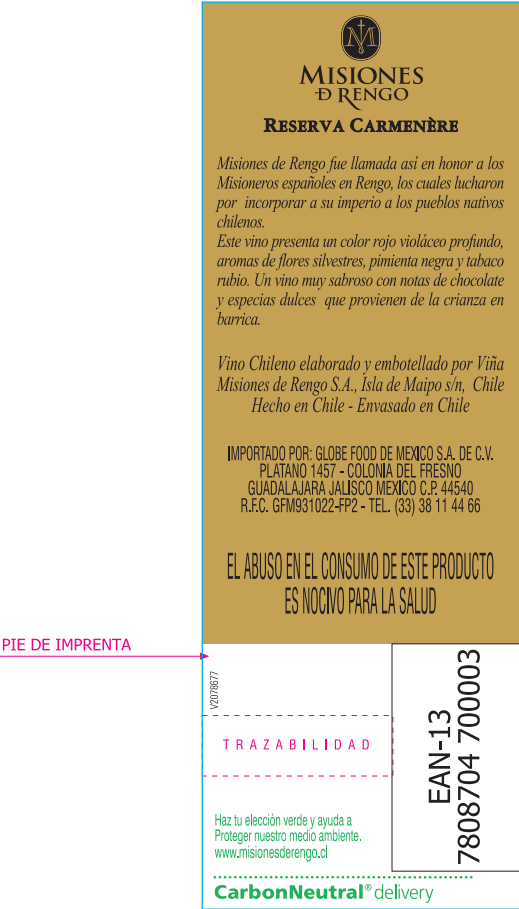 M
MISIONES
D RENGO
RESERVA CARMENÈRE
Misiones de Rengo fue llamada así en honor a los
Misioneros españoles en Rengo, los cuales lucharon
por incorporar a su imperio a los pueblos nativos
chilenos.
Este vino presenta un color rojo violáceo profundo,
aromas de flores silvestres, pimienta negra y tabaco
rubio. Un vino muy sabroso con notas de chocolate
y especias dulces que provienen de la crianza en
barrica.
Vino Chileno elaborado y embotellado por Viña
Misiones de Rengo S.A., Isla de Maipo s/n, Chile
Hecho en Chile - Envasado en Chile
IMPORTADO POR: GLOBE FOOD DE MEXICO S.A. DE C.V.
PLATANO 1457 - COLONIA DEL FRESNO
GUADALAJARA JALISCO MEXICO C.P. 44540
R.F.C. GFM931022-FP2 - TEL. (33) 38 11 44 66
EL ABUSO EN EL CONSUMO DE ESTE PRODUCTO
ES NOCIVO PARA LA SALUD
PIE DE IMPRENTA
V2078677
TRAZABILIDAD
EAN-13
7808704 700003
Haz tu elección verde y ayuda a
Proteger nuestro medio ambiente.
www.misionesderengo.cl
CarbonNeutral® delivery